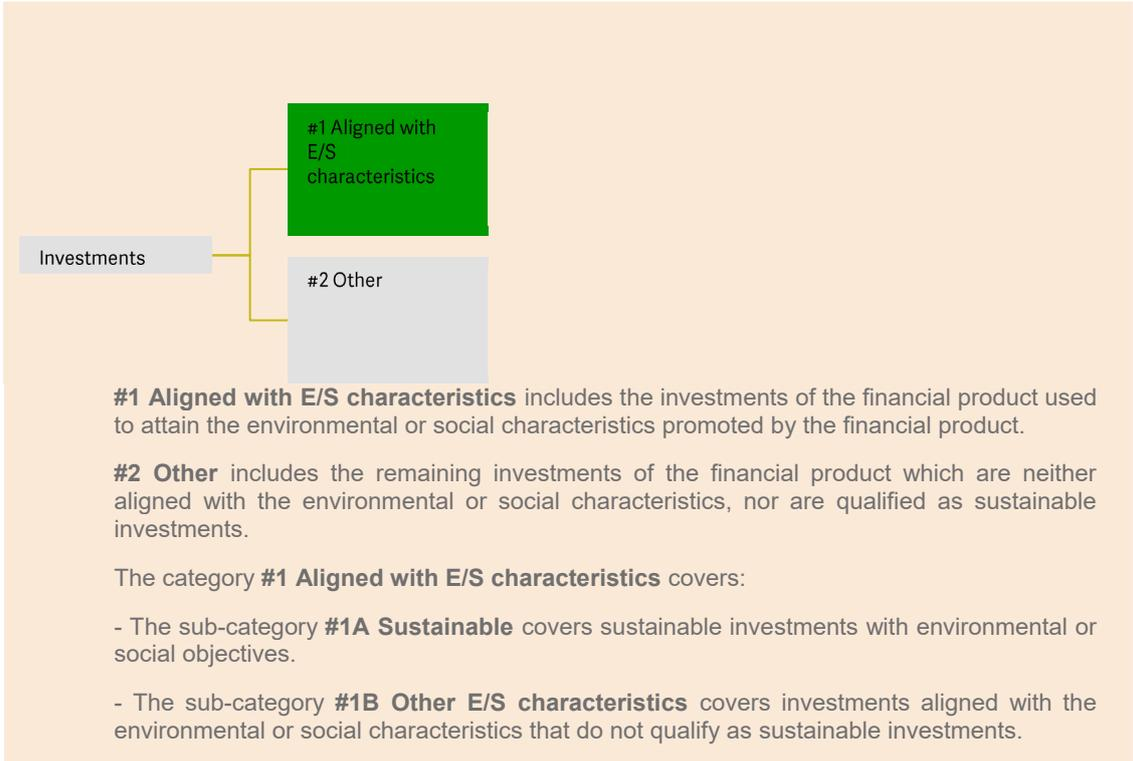 #1 Aligned with
E/S
characteristics
Investments
#2 Other
#1 Aligned with E/S characteristics includes the investments of the financial product used
to attain the environmental or social characteristics promoted by the financial product.
#2 Other includes the remaining investments of the financial product which are neither
aligned with the environmental or social characteristics, nor are qualified as sustainable
investments.
The category #1 Aligned with E/S characteristics covers:
- The sub-category #1A Sustainable covers sustainable investments with environmental or
social objectives.
- The sub-category #1B Other E/S characteristics covers investments aligned with the
environmental or social characteristics that do not qualify as sustainable investments.